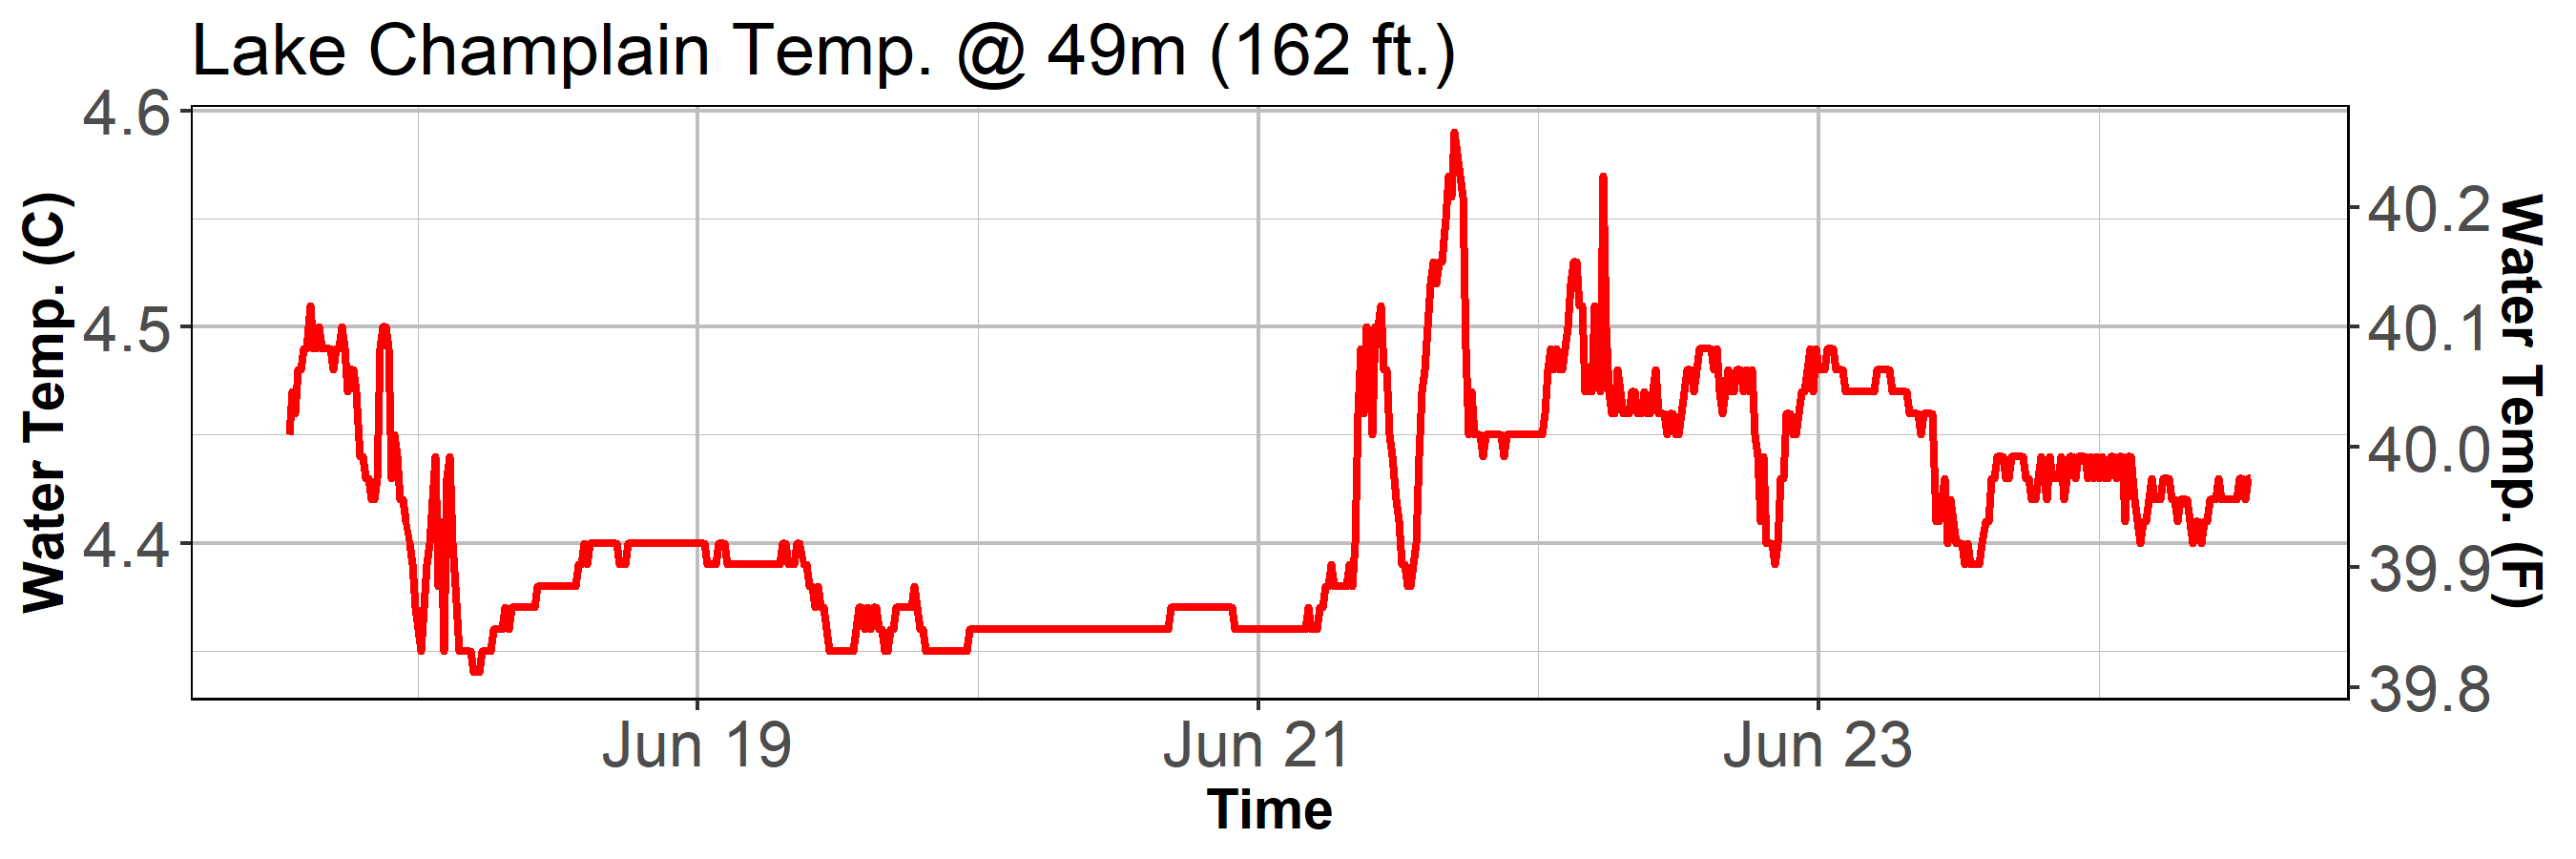 Lake Champlain Temp. @ 49m (162 ft.)
4.6
4.5
4.4
Water Temp. (C)
40.2
40.1
40.0
39.9
39.8
Water Temp. (F)
Jun 19
Jun 21
Jun 23
Time